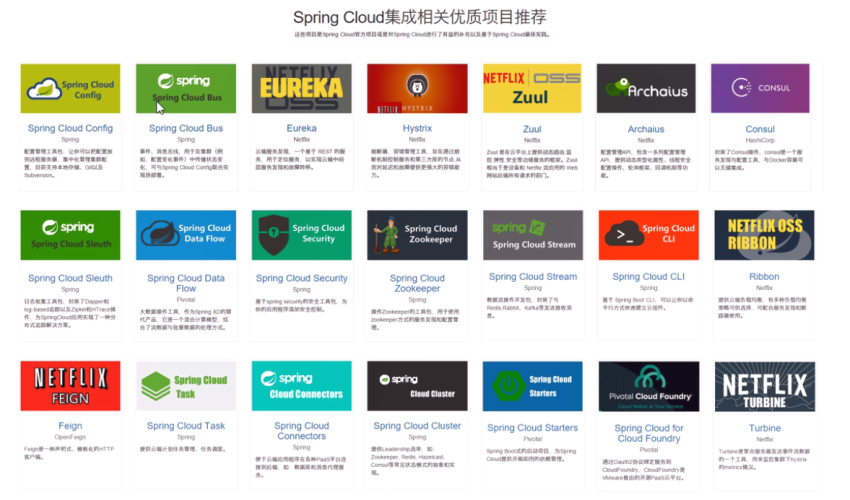 Spring Cloud集成相关优质项目推荐
这些项目是Spring Cloud官方项目或是对Spring Cloud进行了有益的补充以及基于Spring Cloud最佳实践。
Spring Cloud
Config
spring
Spring Cloud Bus
NETFLIX
EUREKA
OSS
NETFLIX HYSTRIX
NETFLIX OSS
Zuul
Archaius
CONSUL
Spring Cloud Config
Spring
配置管理工具包，让你可以把配置放
到远程服务器，集中化管理集群配
置，目前支持本地存储、Git以及
Subversion。
Spring Cloud Bus
Spring
事件、消息总线，用于在集群（例
如，配置变化事件）中传播状态变
化，可与Spring Cloud Config联合实
现热部署。
Eureka
Netflix
云端服务发现，一个基于 REST 的服
务，用于定位服务，以实现云端中间
层服务发现和故障转移。
Hystrix
Netflix
熔断器，容错管理工具，旨在通过熔
断机制控制服务和第三方库的节点,从
而对延迟和故障提供更强大的容错能
力。
Zuul
Netflix
Zuul 是在云平台上提供动态路由,监
控,弹性,安全等边缘服务的框架。Zuul
相当于是设备和 Netflix 流应用的 Web
网站后端所有请求的前门。
Archaius
Netflix
配置管理API，包含一系列配置管理
API，提供动态类型化属性、线程安全
配置操作、轮询框架、回调机制等功
能。
Consul
HashiCorp
封装了Consul操作，consul是一个服
务发现与配置工具，与Docker容器可
以无缝集成。
spring
Spring Cloud Sleuth
Spring Cloud
Data Flow
Spring Cloud
Security
Spring Cloud
Zookeeper
spring
Spring Cloud Stream
Spring Cloud
CLI
NETFLIX OSS
RIBBON
Spring Cloud Sleuth
Spring
日志收集工具包，封装了Dapper和
log-based追踪以及Zipkin和HTrace操
作，为SpringCloud应用实现了一种分
布式追踪解决方案。
Spring Cloud Data
Flow
Pivotal
大数据操作工具，作为Spring XD的替
代产品，它是一个混合计算模型，结
合了流数据与批量数据的处理方式。
Spring Cloud Security
Spring
基于spring security的安全工具包，为
你的应用程序添加安全控制。
Spring Cloud
Zookeeper
Spring
操作Zookeeper的工具包，用于使用
zookeeper方式的服务发现和配置管
理。
Spring Cloud Stream
Spring
数据流操作开发包，封装了与
Redis,Rabbit、Kafka等发送接收消
息。
Spring Cloud CLI
Spring
基于 Spring Boot CLI，可以让你以命
令行方式快速建立云组件。
Ribbon
Netflix
提供云端负载均衡，有多种负载均衡
策略可供选择，可配合服务发现和断
路器使用。
NETFLIX
FEIGN
Spring Cloud
Task
spring
Cloud Connectors
spring
Cloud Cluster
Spring Cloud
Starters
Pivotal Cloud Foundry
Cloud Native at Your Service
NETFLIX
TURBINE
Feign
OpenFeign
Feign是一种声明式、模板化的HTTP
客户端。
Spring Cloud Task
Spring
提供云端计划任务管理、任务调度。
Spring Cloud
Connectors
Spring
便于云端应用程序在各种PaaS平台连
接到后端，如：数据库和消息代理服
务。
Spring Cloud Cluster
Spring
提供Leadership选举，如：
Zookeeper, Redis, Hazelcast,
Consul等常见状态模式的抽象和实
现。
Spring Cloud Starters
Pivotal
Spring Boot式的启动项目，为Spring
Cloud提供开箱即用的依赖管理。
Spring Cloud for
Cloud Foundry
Pivotal
通过Oauth2协议绑定服务到
CloudFoundry，CloudFoundry是
VMware推出的开源PaaS云平台。
Turbine
Netflix
Turbine是聚合服务器发送事件流数据
的一个工具，用来监控集群下hystrix
的metrics情况。